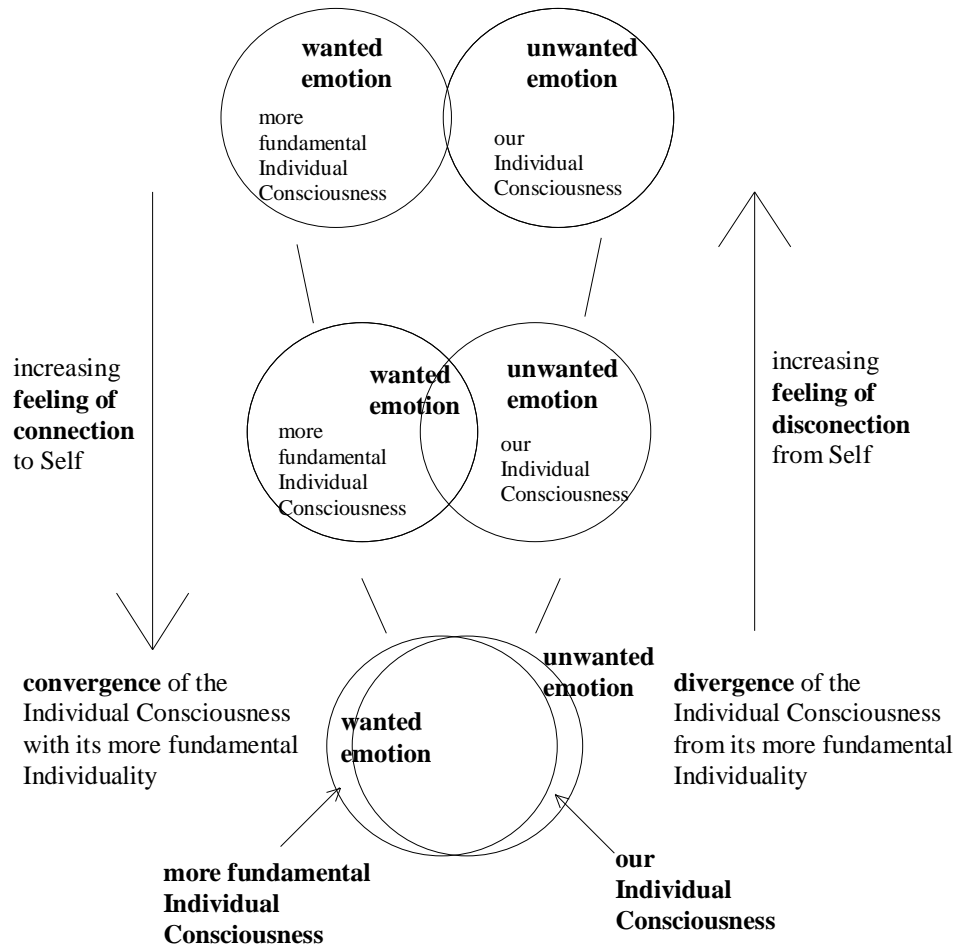 wanted
emotion
unwanted
emotion
more
fundamental
Individual
Consciousness
our
Individual
Consciousness
increasing
feeling of
connection
to Self
wanted
emotion
unwanted
emotion
more
fundamental
Individual
Consciousness
our
Individual
Consciousness
increasing
feeling of
disconection
from Self
convergence of the
Individual Consciousness
with its more fundamental
Individuality
wanted
emotion
unwanted
emotion
divergence of the
Individual Consciousness
from its more fundamental
Individuality
more fundamental
Individual
Consciousness
our
Individual
Consciousness